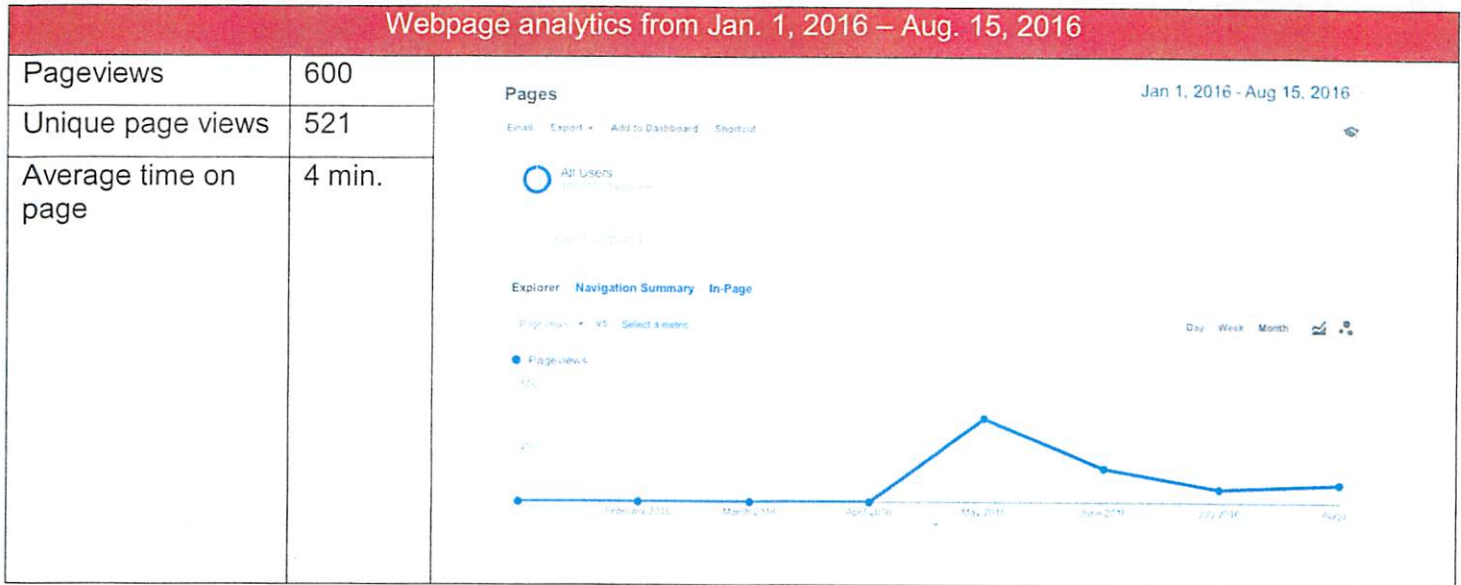 Webpage analytics from Jan. 1, 2016 – Aug. 15, 2016
Pageviews 600
Unique page views 521
Average time on page 4 min.
Pages
Jan 1, 2016 - Aug 15, 2016
Email Export Add to Dashboard Shortcut
All Users
Explorer Navigation Summary In-Page
Pageviews VS Select a metric
Day Week Month
Pageviews
February 2016 March 2016 April 2016 May 2016 June 2016 July 2016